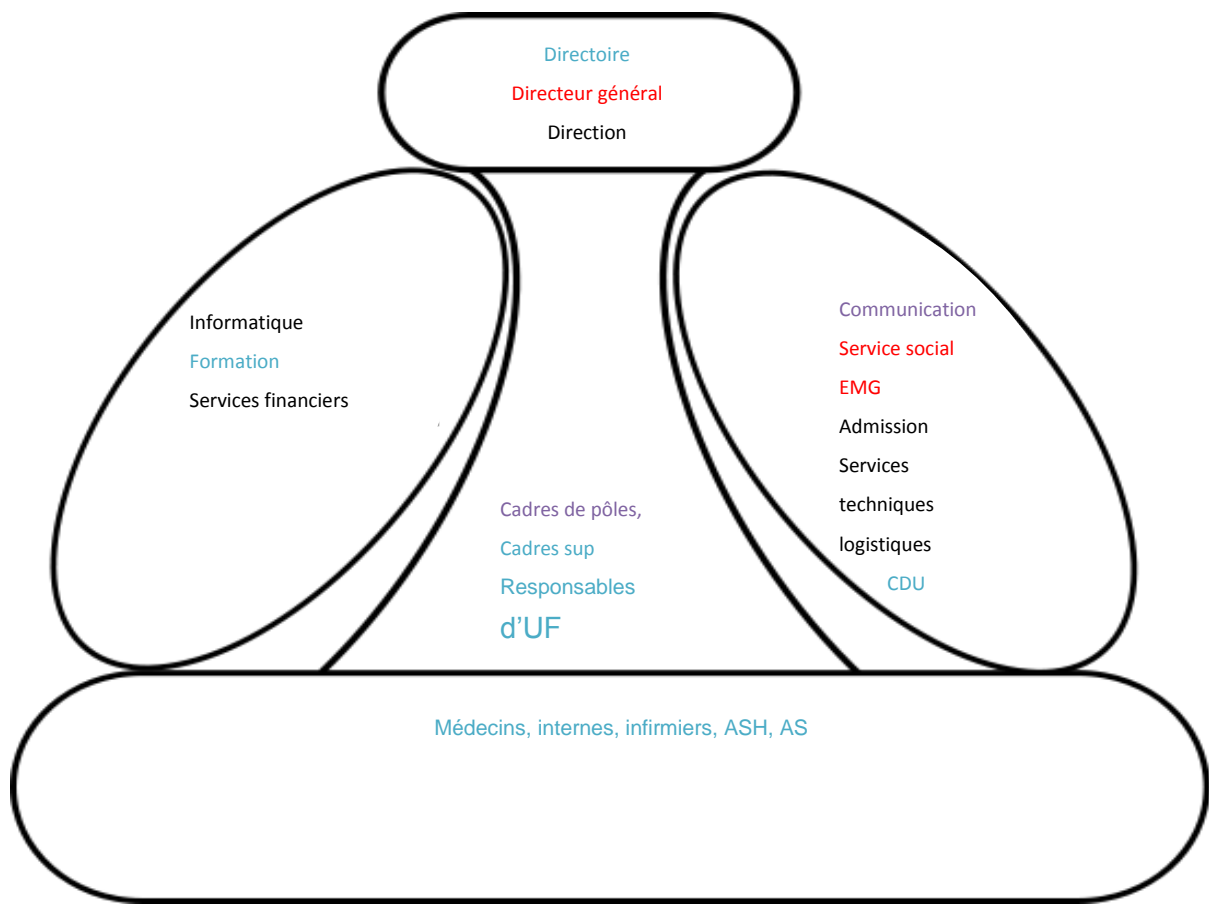 Directoire
Directeur général
Direction
Informatique
Formation
Services financiers
Communication
Service social
EMG
Admission
Services
techniques
logistiques
CDU
Cadres de pôles,
Cadres sup
Responsables
d’UF
Médecins, internes, infirmiers, ASH, AS